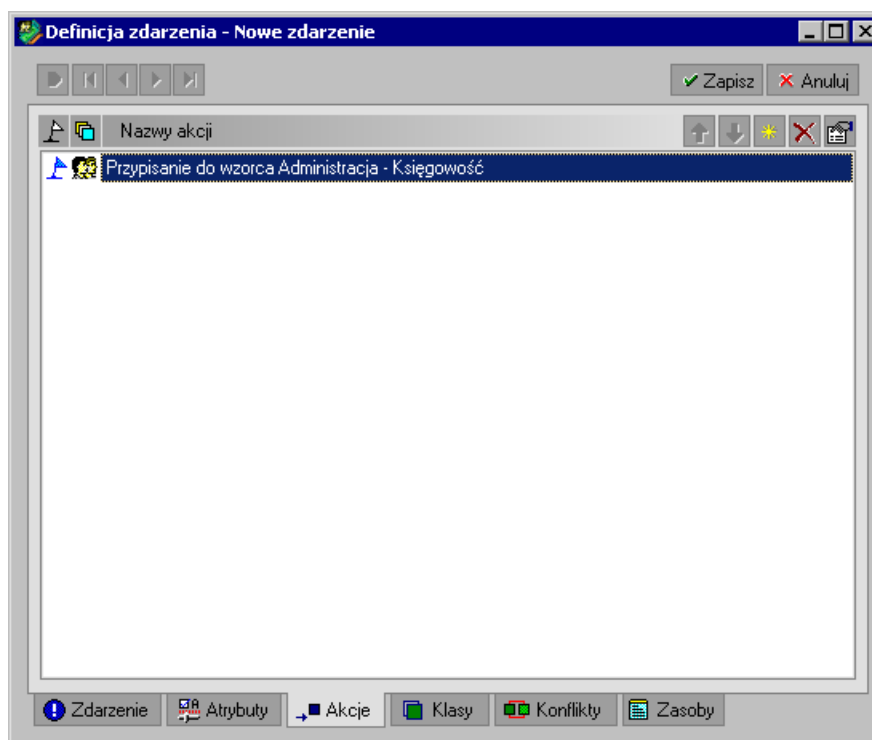 Definicja zdarzenia - Nowe zdarzenie
Zapisz Anuluj
Nazwy akcji
Przypisanie do wzorca Administracja - Księgowość
Zdarzenie Atrybuty Akcje Klasy Konflikty Zasoby